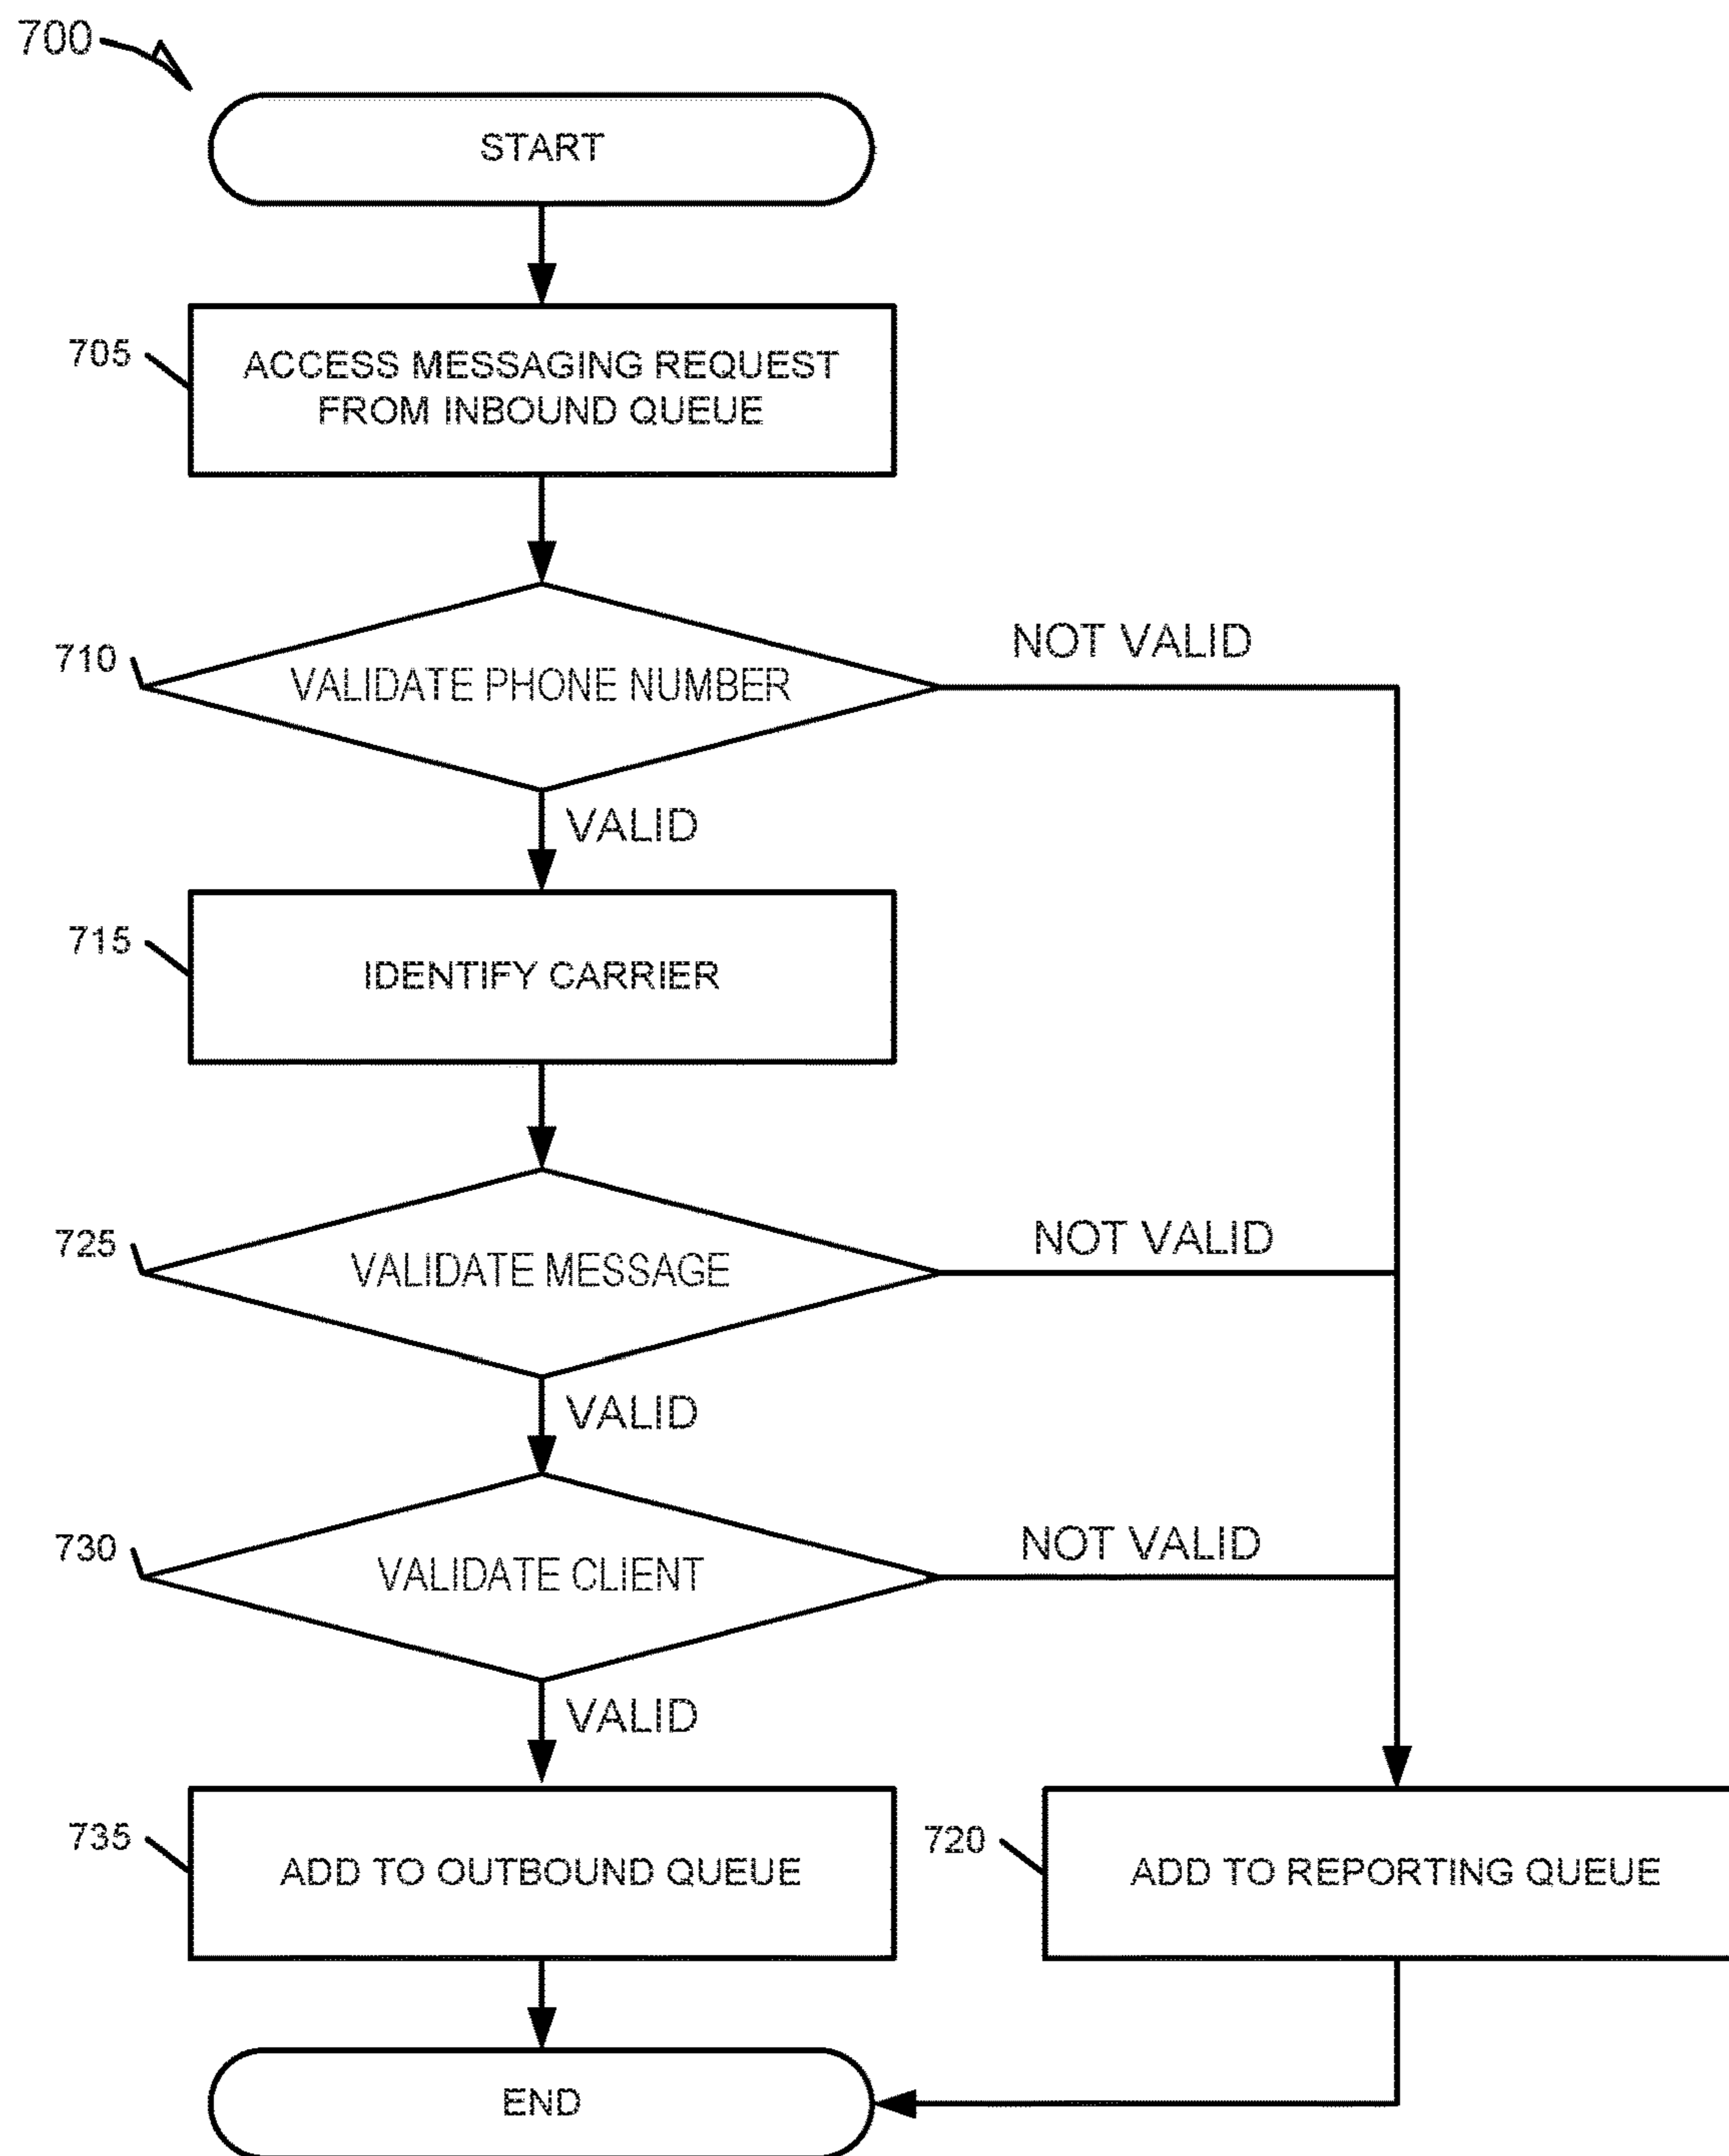 700
START
705
ACCESS MESSAGING REQUEST
FROM INBOUND QUEUE
710
VALIDATE PHONE NUMBER
NOT VALID
VALID
715
IDENTIFY CARRIER
725
VALIDATE MESSAGE
NOT VALID
VALID
730
VALIDATE CLIENT
NOT VALID
VALID
735
ADD TO OUTBOUND QUEUE
720
ADD TO REPORTING QUEUE
END